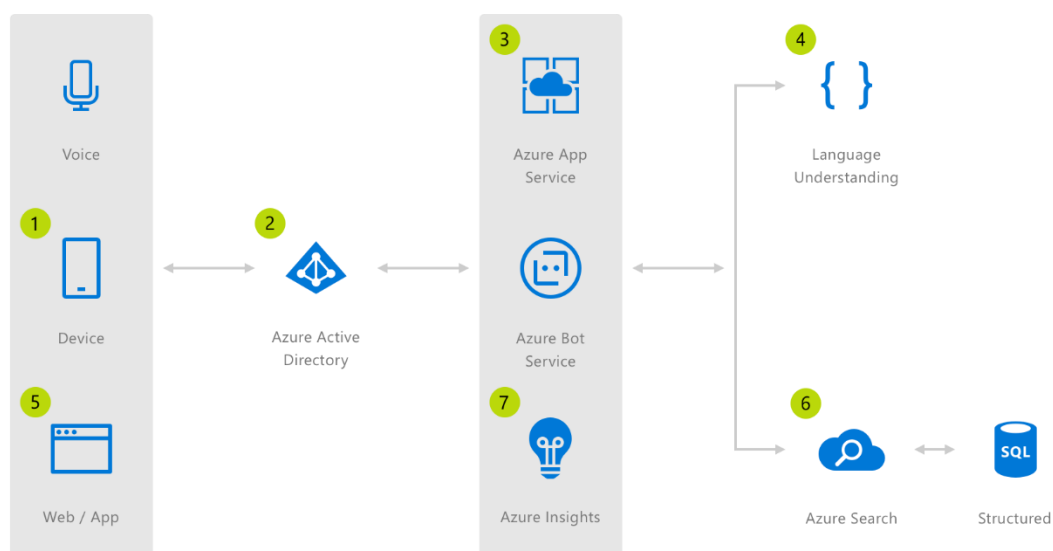 3
4
Voice
Azure App
Service
Language
Understanding
1
2
Device
Azure Active
Directory
Azure Bot
Service
5
7
6
SQL
Web / App
Azure Insights
Azure Search
Structured